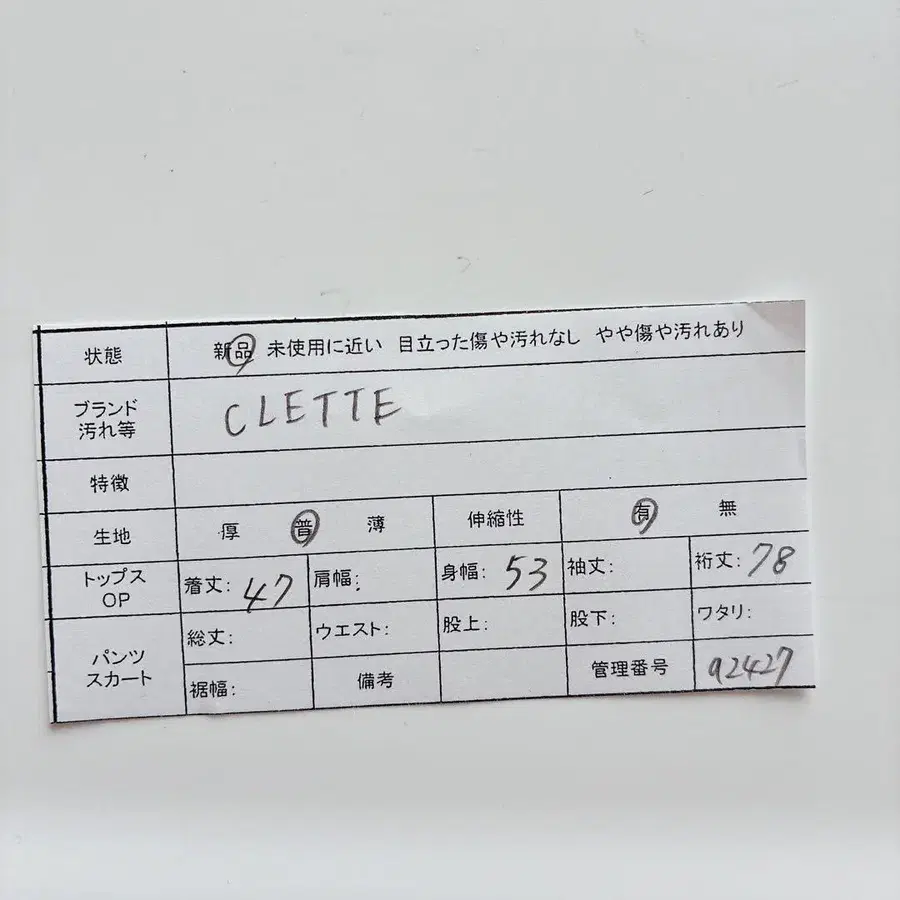 状態 新品 未使用に近い 目立った傷や汚れなし やや傷や汚れあり
ブランド
汚れ等 CLETTE
特徴
生地 厚 普 薄 伸縮性 有 無
トップス
OP 着丈: 47 肩幅: 身幅: 53 袖丈: 裄丈: 78
パンツ
スカート 総丈: ウエスト: 股上: 股下: ワタリ:
裾幅: 備考 管理番号 a2427